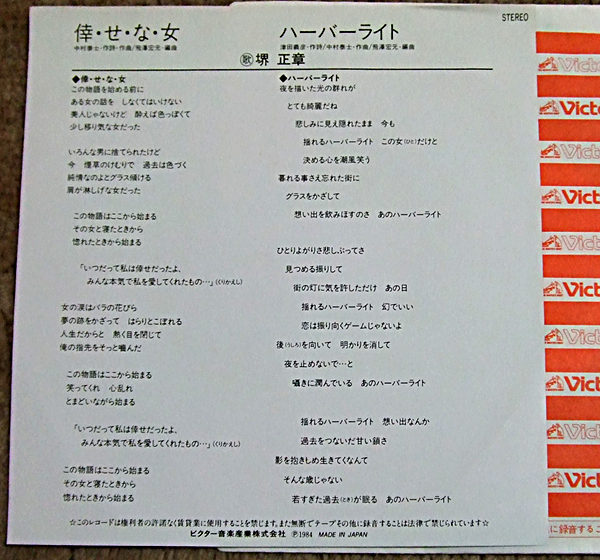 STEREO
倖・せ・な・女
中村泰士・作詩・作曲/飛澤宏元・編曲
ハーバーライト
津田義彦・作詩/中村泰士・作曲/飛澤宏元・編曲
歌 堺 正章
◆倖・せ・な・女
この物語を始める前に
ある女の話を しなくてはいけない
美人じゃないけど 酔えば色っぽくて
少し移り気な女だった
いろんな男に捨てられたけど
今 煙草のけむりで 過去は色づく
純情なのよとグラス傾ける
肩が淋しげな女だった
この物語はここから始まる
その女と寝たときから
惚れたときから始まる
「いつだって私は倖せだったよ、
みんな本気で私を愛してくれたもの…」(くりかえし)
女の涙はバラの花びら
夢の跡をかざって はらりとこぼれる
人生だからと 熱く目を閉じて
俺の指先をそっと噛んだ
この物語はここから始まる
笑ってくれ 心乱れ
とまどいながら始まる
「いつだって私は倖せだったよ、
みんな本気で私を愛してくれたもの…」(くりかえし)
この物語はここから始まる
その女と寝たときから
惚れたときから始まる
◆ハーバーライト
夜を描いた光の群れが
とても綺麗だね
悲しみに見え隠れたまま 今も
揺れるハーバーライト この女(ひと)だけと
決める心を潮風笑う
暮れる事さえ忘れた街に
グラスをかざして
想い出を飲みほすのさ あのハーバーライト
ひとりよがりさ悲しぶってさ
見つめる振りして
街の灯に気を許しただけ あの日
揺れるハーバーライト 幻でいい
恋は振り向くゲームじゃないよ
後(うしろ)を向いて 明かりを消して
夜を止めないで…と
囁きに潤んでいる あのハーバーライト
揺れるハーバーライト 想い出なんか
過去をつないだ甘い鎖さ
影を抱きしめ生きてくなんて
そんな歳じゃない
若すぎた過去(とき)が眠る あのハーバーライト
☆このレコードは権利者の許諾なく賃貸業に使用することを禁じます。また無断でテープその他に録音することは法律で禁じられています☆
ビクター音楽産業株式会社 Ⓟ1984 MADE IN JAPAN
Victo
Victo
Victo
Victo
Victo
Victo
Victo
Victo
Victo
Victo
に録音するこ